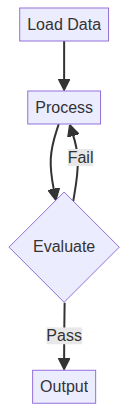 Load Data
Process
Fail
Evaluate
Pass
Output